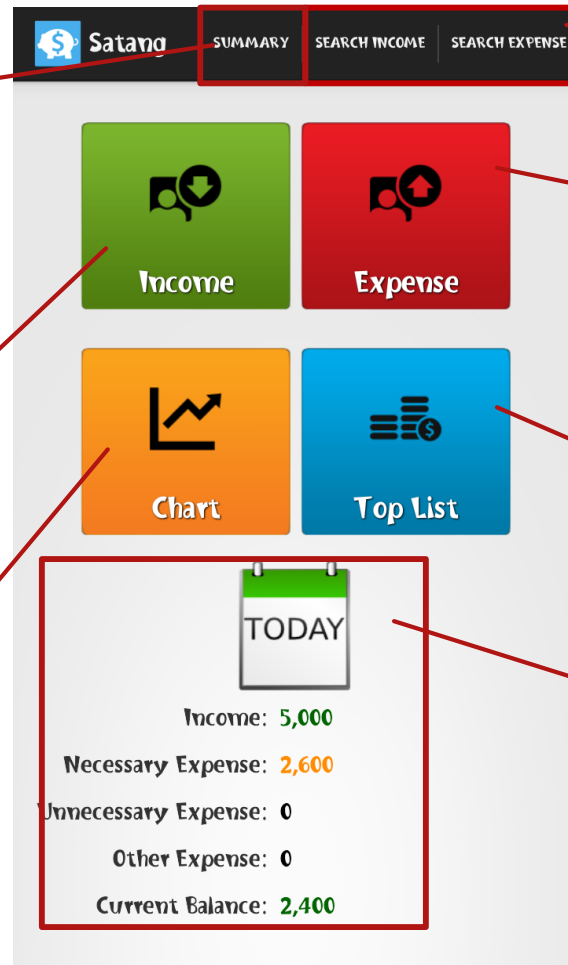 $ Satang SUMMARY SEARCH INCOME SEARCH EXPENSE
Income Expense
$
Chart Top List
TODAY
Income: 5,000
Necessary Expense: 2,600
Unnecessary Expense: 0
Other Expense: 0
Current Balance: 2,400